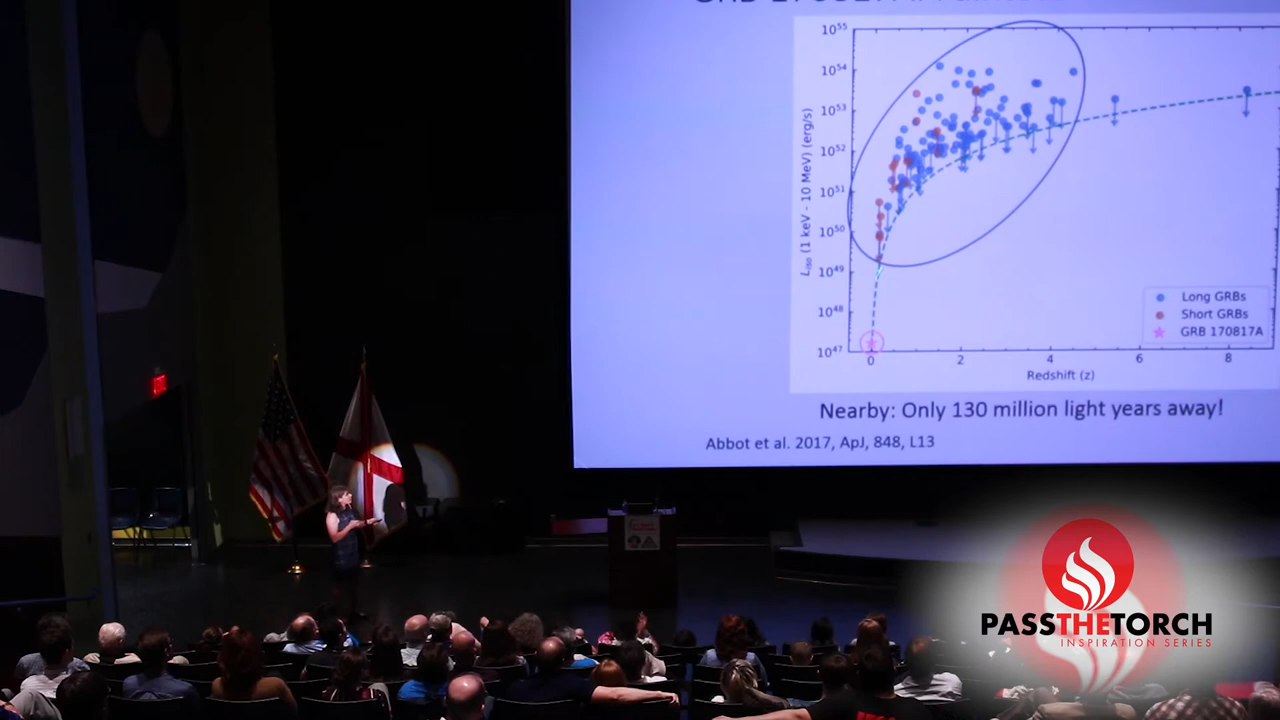 10⁵⁵
10⁵⁴
10⁵³
10⁵²
10⁵¹
10⁵⁰
10⁴⁹
10⁴⁸
10⁴⁷
L_iso (1 keV - 10 MeV) (erg/s)
0 2 4 6 8
Redshift (z)
Long GRBs
Short GRBs
GRB 170817A
Nearby: Only 130 million light years away!
Abbot et al. 2017, ApJ, 848, L13
PASSTHETORCH
INSPIRATION SERIES